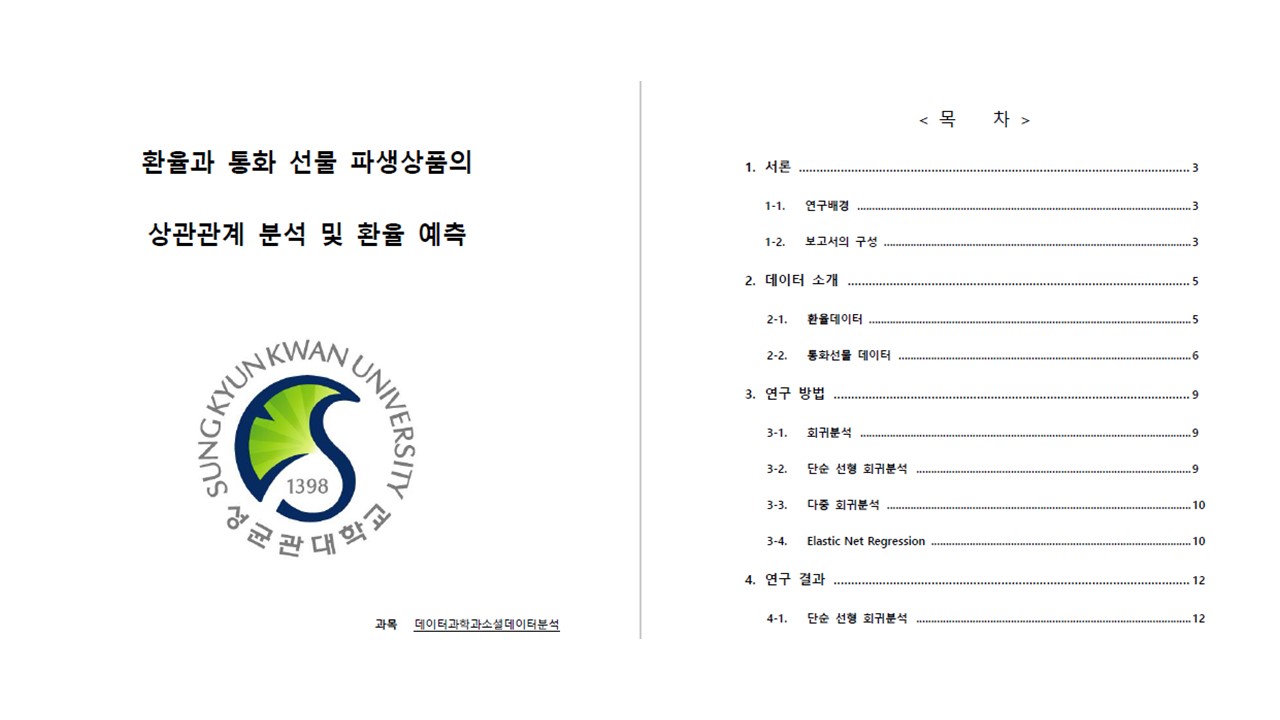 환율과 통화 선물 파생상품의
상관관계 분석 및 환율 예측
SUNGKYUNKWAN UNIVERSITY
1398
성균관대학교
과목 데이터과학과소셜데이터분석
< 목 차 >
1. 서론 3
1-1. 연구배경 3
1-2. 보고서의 구성 3
2. 데이터 소개 5
2-1. 환율데이터 5
2-2. 통화선물 데이터 6
3. 연구 방법 9
3-1. 회귀분석 9
3-2. 단순 선형 회귀분석 9
3-3. 다중 회귀분석 10
3-4. Elastic Net Regression 10
4. 연구 결과 12
4-1. 단순 선형 회귀분석 12